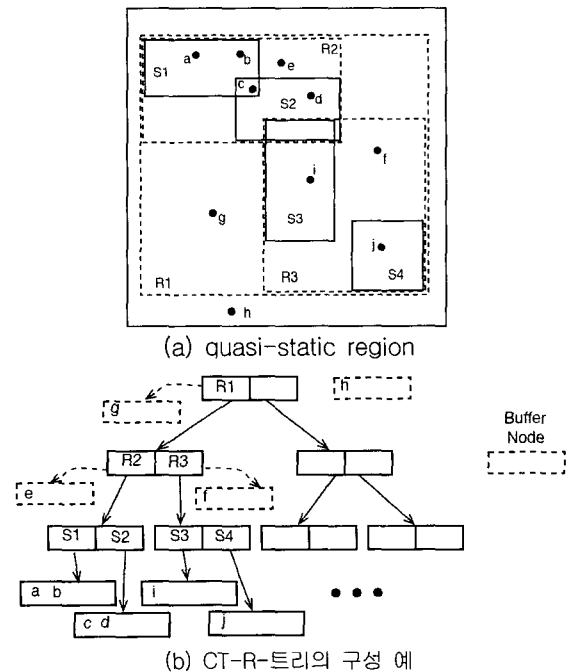 R2
a
b
e
S1
c
d
S2
f
i
g
S3
j
R1
R3
S4
h
(a) quasi-static region
R1
h
g
Buffer
Node
R2 R3
e
f
S1 S2 S3 S4
a b
i
c d
j
(b) CT-R-트리의 구성 예